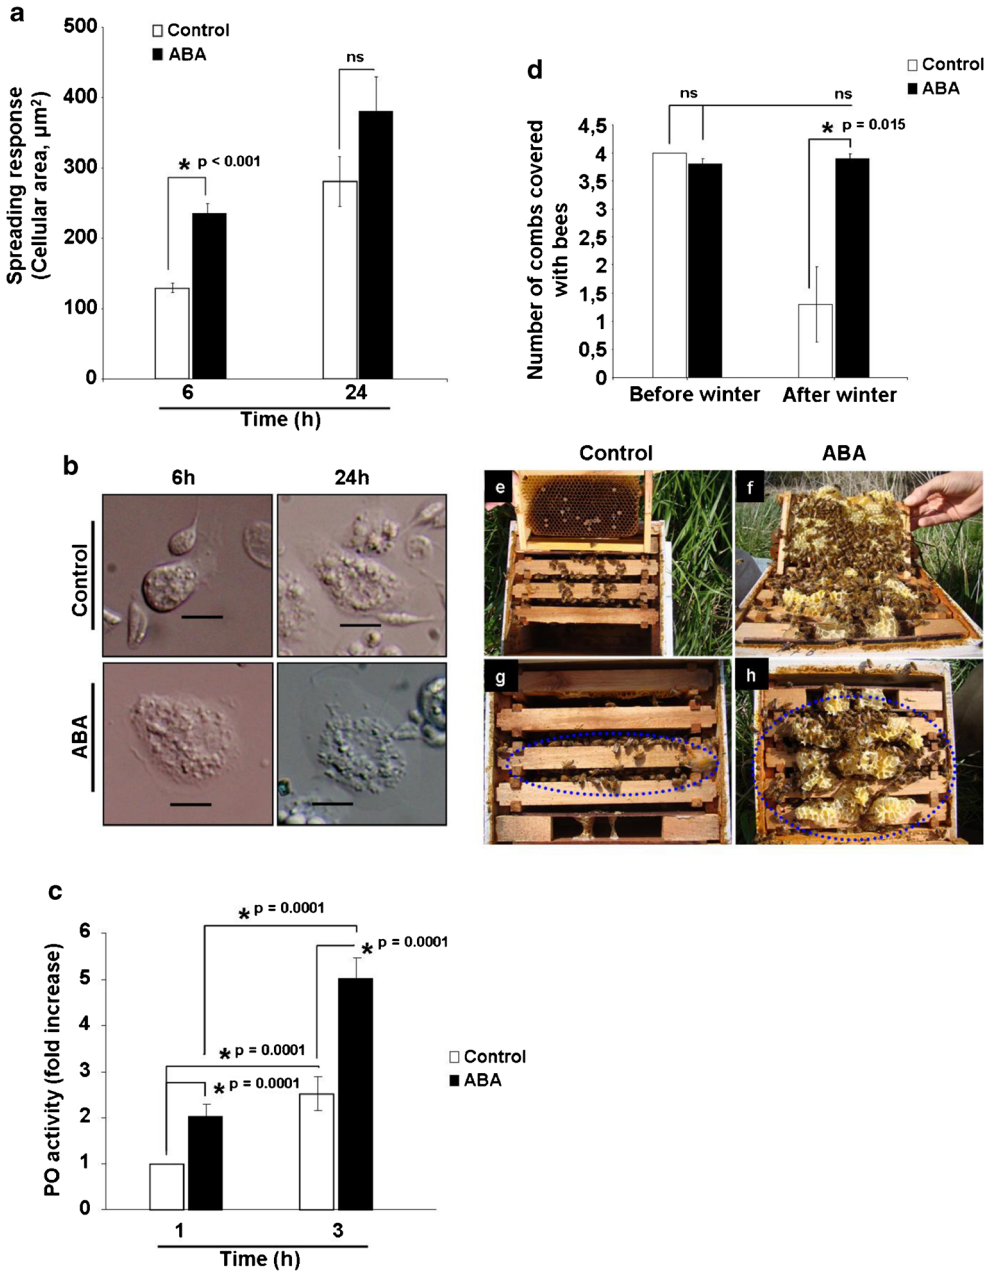 a
500
400
300
200
100
0
Spreading response
(Cellular area, µm²)
Control
ABA
* p < 0.001
ns
6
24
Time (h)
d
Control
ABA
ns
ns
* p = 0.015
4,5
4
3,5
3
2,5
2
1,5
1
0,5
0
Number of combs covered
with bees
Before winter
After winter
b
6h
24h
Control
ABA
Control
ABA
e
f
g
h
c
6
5
4
3
2
1
0
PO activity (fold increase)
* p = 0.0001
* p = 0.0001
* p = 0.0001
* p = 0.0001
Control
ABA
1
3
Time (h)